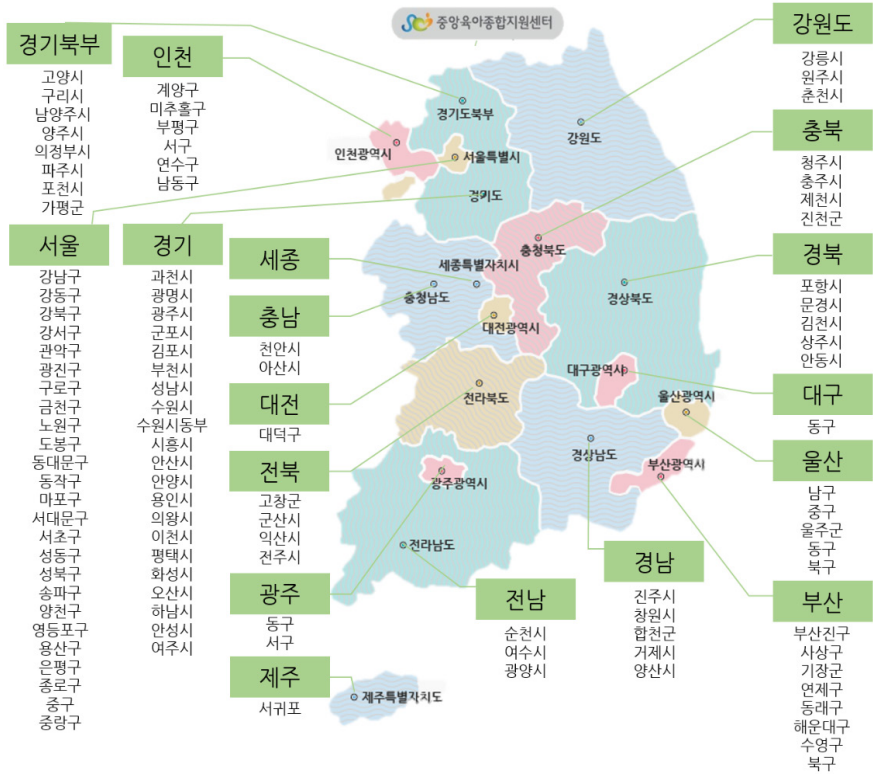 중앙육아종합지원센터
경기북부
고양시
구리시
남양주시
양주시
의정부시
파주시
포천시
가평군
인천
계양구
미추홀구
부평구
서구
연수구
남동구
서울
강남구
강동구
강북구
강서구
관악구
광진구
구로구
금천구
노원구
도봉구
동대문구
동작구
마포구
서대문구
서초구
성동구
성북구
송파구
양천구
영등포구
용산구
은평구
종로구
중구
중랑구
경기
과천시
광명시
광주시
군포시
김포시
부천시
성남시
수원시
수원시동부
시흥시
안산시
안양시
용인시
의왕시
이천시
평택시
화성시
오산시
하남시
안성시
여주시
세종
충남
천안시
아산시
대전
대덕구
전북
고창군
군산시
익산시
전주시
광주
동구
서구
제주
서귀포
경기도북부
인천광역시
서울특별시
경기도
강원도
충청북도
세종특별자치시
충청남도
대전광역시
경상북도
대구광역시
전라북도
울산광역시
경상남도
부산광역시
광주광역시
전라남도
제주특별자치도
전남
순천시
여수시
광양시
경남
진주시
창원시
합천군
거제시
양산시
강원도
강릉시
원주시
춘천시
충북
청주시
충주시
제천시
진천군
경북
포항시
문경시
김천시
상주시
안동시
대구
동구
울산
남구
중구
울주군
동구
북구
부산
부산진구
사상구
기장군
연제구
동래구
해운대구
수영구
북구